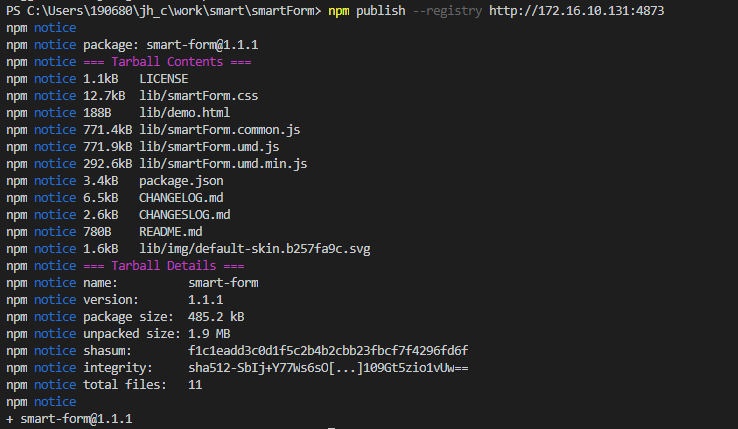 PS C:\Users\190680\jh_c\work\smart\smartForm> npm publish --registry http://172.16.10.131:4873
npm notice
npm notice package: smart-form@1.1.1
npm notice === Tarball Contents ===
npm notice 1.1kB   LICENSE
npm notice 12.7kB  lib/smartForm.css
npm notice 188B    lib/demo.html
npm notice 771.4kB lib/smartForm.common.js
npm notice 771.9kB lib/smartForm.umd.js
npm notice 292.6kB lib/smartForm.umd.min.js
npm notice 3.4kB   package.json
npm notice 6.5kB   CHANGELOG.md
npm notice 2.6kB   CHANGESLOG.md
npm notice 780B    README.md
npm notice 1.6kB   lib/img/default-skin.b257fa9c.svg
npm notice === Tarball Details ===
npm notice name:          smart-form
npm notice version:       1.1.1
npm notice package size:  485.2 kB
npm notice unpacked size: 1.9 MB
npm notice shasum:        f1c1eadd3c0d1f5c2b4b2cbb23fbcf7f4296fd6f
npm notice integrity:     sha512-SbIj+Y77Ws6sO[...]109Gt5zio1vUw==
npm notice total files:   11
npm notice
+ smart-form@1.1.1